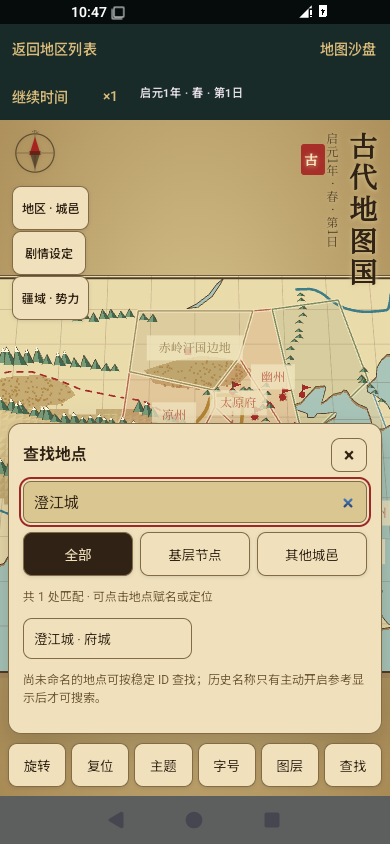 10:47
返回地区列表
地图沙盘
继续时间
×1
启元1年 · 春 · 第1日
古代地图国
启元1年 · 春 · 第1日
古
地区 · 城邑
剧情设定
疆域 · 势力
赤岭汗国边地
幽州
太原府
凉州
查找地点
×
澄江城
×
全部
基层节点
其他城邑
共 1 处匹配 · 可点击地点赋名或定位
澄江城 · 府城
尚未命名的地点可按稳定 ID 查找；历史名称只有主动开启参考显
示后才可搜索。
旋转
复位
主题
字号
图层
查找